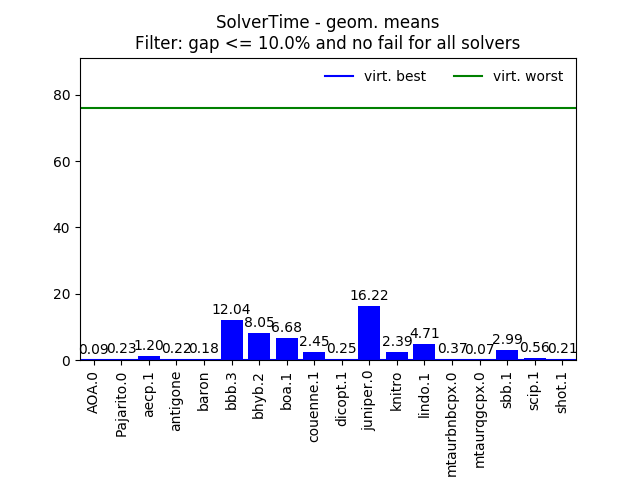 SolverTime - geom. means
Filter: gap <= 10.0% and no fail for all solvers
virt. best virt. worst
80
60
40
20
0
0.09 0.23 1.20 0.22 0.18 12.04 8.05 6.68 2.45 0.25 16.22 2.39 4.71 0.37 0.07 2.99 0.56 0.21
AOA.0
Pajarito.0
aecp.1
antigone
baron
bbb.3
bhyb.2
boa.1
couenne.1
dicopt.1
juniper.0
knitro
lindo.1
mtaurbnbcpx.0
mtaurqgcpx.0
sbb.1
scip.1
shot.1